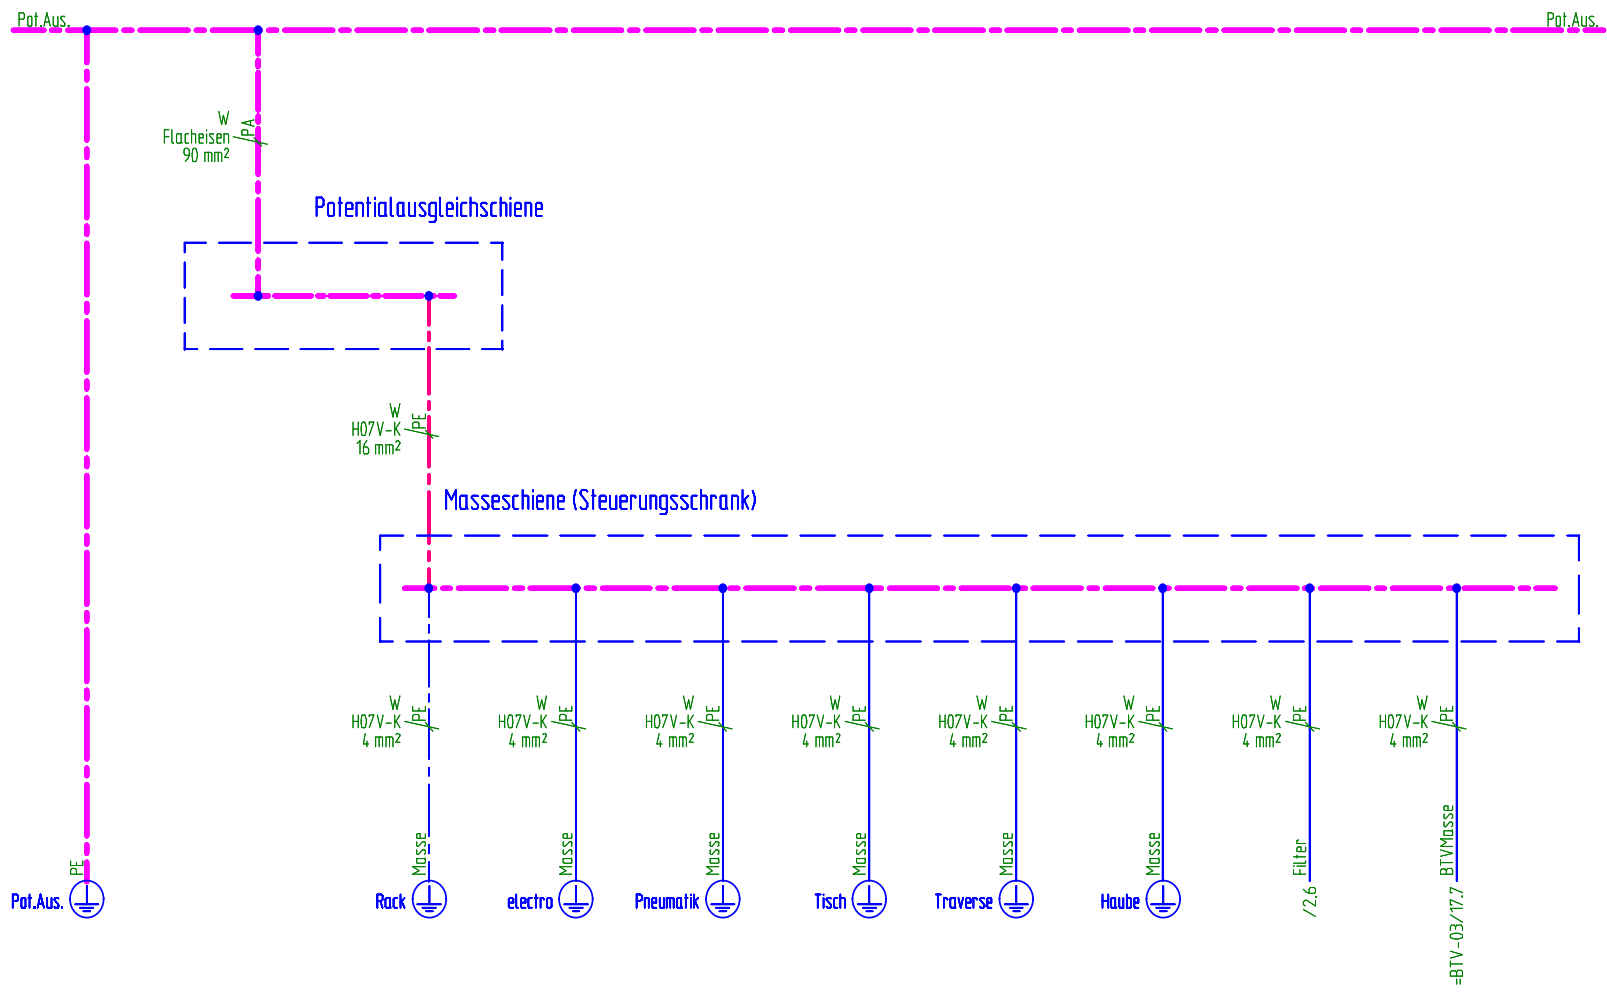 Pot.Aus.
Pot.Aus.
W
Flacheisen
90 mm²
PA
Potentialausgleichschiene
W
H07V-K
16 mm²
PE
Masseschiene (Steuerungsschrank)
W
H07V-K
4 mm²
PE
W
H07V-K
4 mm²
PE
W
H07V-K
4 mm²
PE
W
H07V-K
4 mm²
PE
W
H07V-K
4 mm²
PE
W
H07V-K
4 mm²
PE
W
H07V-K
4 mm²
PE
W
H07V-K
4 mm²
PE
PE
Masse
Masse
Masse
Masse
Masse
Masse
Filter
BTVMasse
Pot.Aus.
Rack
electro
Pneumatik
Tisch
Traverse
Haube
/2.6
=BTV-03/17.7